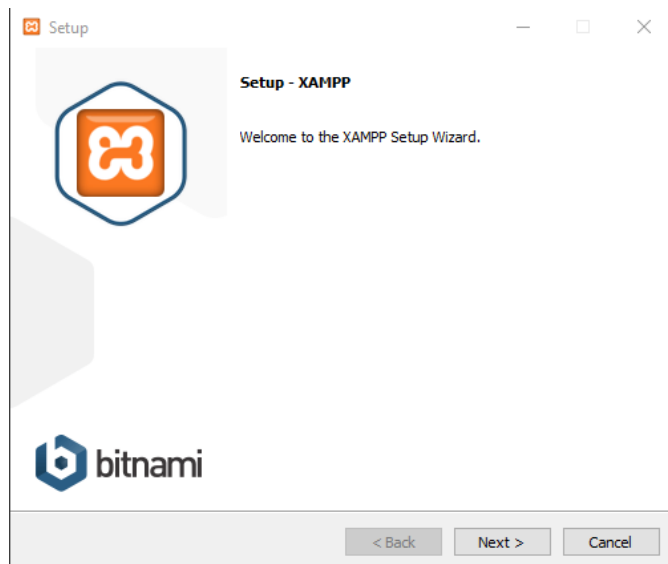 Setup
Setup - XAMPP
Welcome to the XAMPP Setup Wizard.
bitnami
< Back Next > Cancel